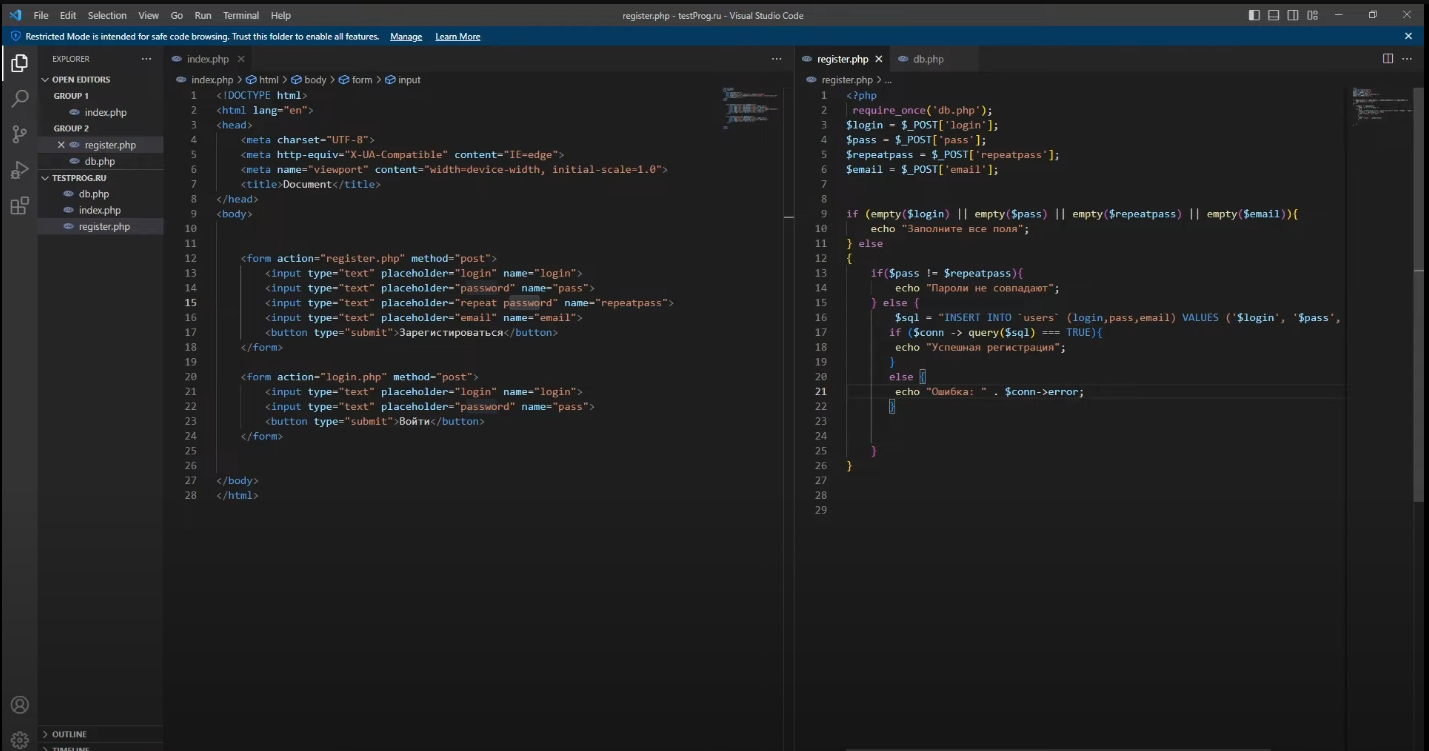 File Edit Selection View Go Run Terminal Help
register.php - testProg.ru - Visual Studio Code
Restricted Mode is intended for safe code browsing. Trust this folder to enable all features. Manage Learn More
EXPLORER
OPEN EDITORS
GROUP 1
index.php
GROUP 2
register.php
db.php
TESTPROG.RU
db.php
index.php
register.php
OUTLINE
TIMELINE
index.php
index.php > html > body > form > input
1 <!DOCTYPE html>
2 <html lang="en">
3 <head>
4 <meta charset="UTF-8">
5 <meta http-equiv="X-UA-Compatible" content="IE=edge">
6 <meta name="viewport" content="width=device-width, initial-scale=1.0">
7 <title>Document</title>
8 </head>
9 <body>
10
11
12 <form action="register.php" method="post">
13 <input type="text" placeholder="login" name="login">
14 <input type="text" placeholder="password" name="pass">
15 <input type="text" placeholder="repeat password" name="repeatpass">
16 <input type="text" placeholder="email" name="email">
17 <button type="submit">Зарегистироваться</button>
18 </form>
19
20 <form action="login.php" method="post">
21 <input type="text" placeholder="login" name="login">
22 <input type="text" placeholder="password" name="pass">
23 <button type="submit">Войти</button>
24 </form>
25
26
27 </body>
28 </html>
register.php db.php
register.php > ...
1 <?php
2 require_once('db.php');
3 $login = $_POST['login'];
4 $pass = $_POST['pass'];
5 $repeatpass = $_POST['repeatpass'];
6 $email = $_POST['email'];
7
8
9 if (empty($login) || empty($pass) || empty($repeatpass) || empty($email)){
10 echo "Заполните все поля";
11 } else
12 {
13 if($pass != $repeatpass){
14 echo "Пароли не совпадают";
15 } else {
16 $sql = "INSERT INTO `users` (login,pass,email) VALUES ('$login', '$pass',
17 if ($conn -> query($sql) === TRUE){
18 echo "Успешная регистрация";
19 }
20 else {
21 echo "Ошибка: " . $conn->error;
22 }
23
24
25 }
26 }
27
28
29